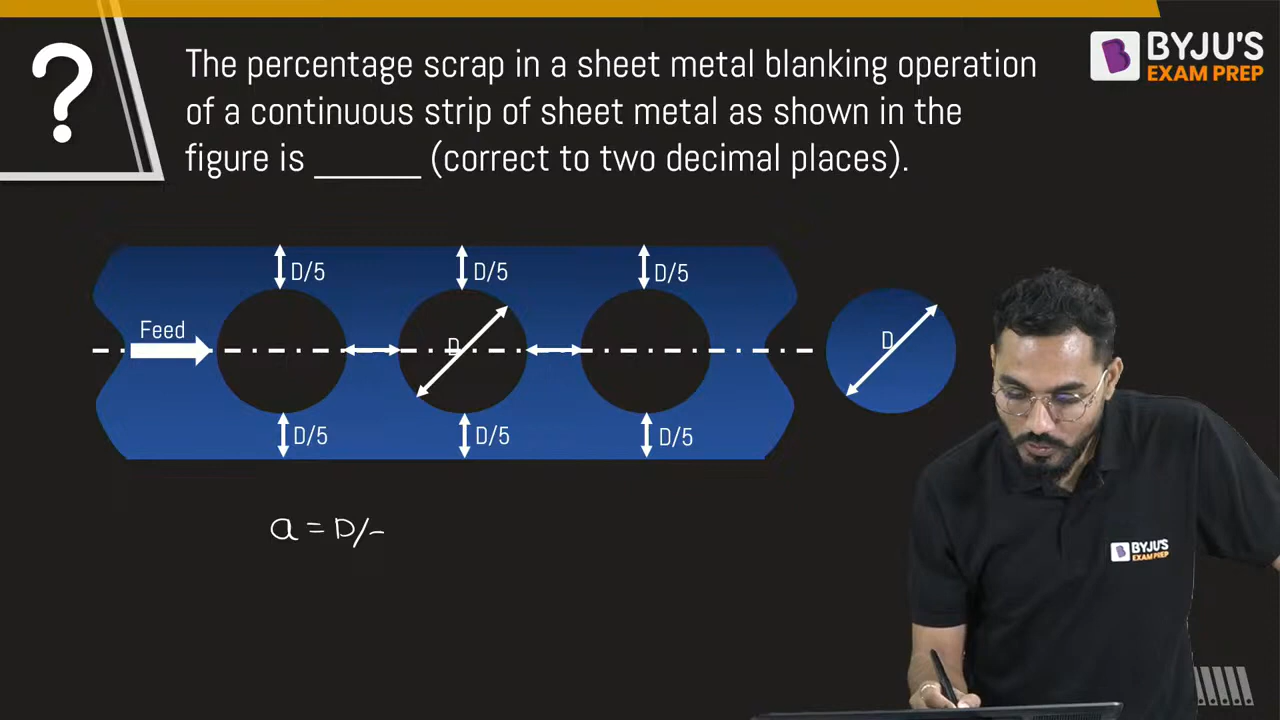 ?
The percentage scrap in a sheet metal blanking operation
of a continuous strip of sheet metal as shown in the
figure is ______ (correct to two decimal places).
BYJU'S
EXAM PREP
D/5 D/5 D/5
Feed
D
D
D/5 D/5 D/5
a = D/-
BYJU'S
EXAM PREP